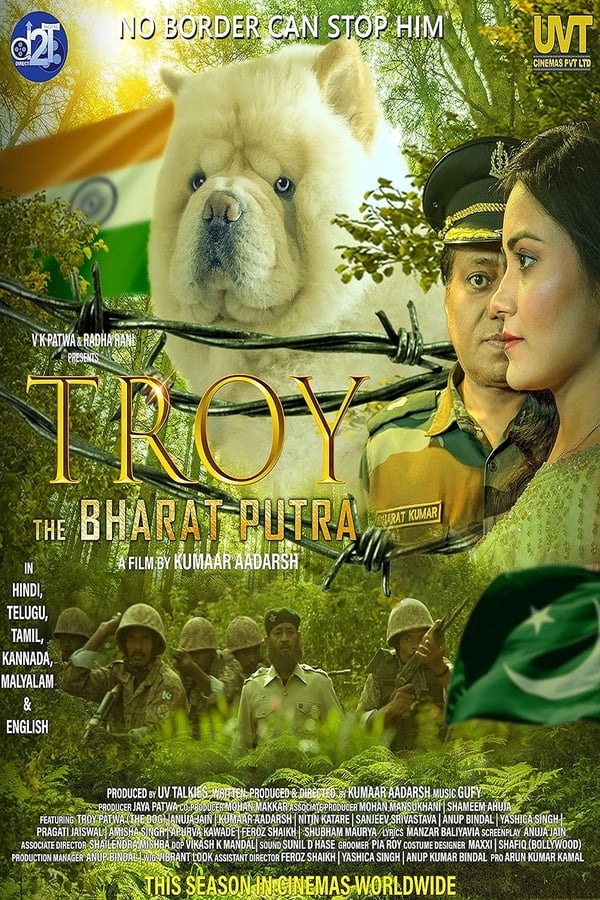 NO BORDER CAN STOP HIM
D2T
DIRECT
UVT
CINEMAS PVT LTD
V K PATWA & RADHA RANI
PRESENTS
TROY
THE BHARAT PUTRA
A FILM BY KUMAAR AADARSH
BHARAT KUMAR
IN
HINDI,
TELUGU,
TAMIL,
KANNADA,
MALYALAM
&
ENGLISH
PRODUCED BY UV TALKIES, WRITTEN, PRODUCED & DIRECTED BY KUMAAR AADARSH MUSIC GUFY
PRODUCER JAYA PATWA CO-PRODUCER MOHAN MAKKAR ASSOCIATE PRODUCER MOHAN MANSUKHANI | SHAMEEM AHUJA
FEATURING TROY PATWA (THE DOG) ANUJA JAIN | KUMAAR AADARSH | NITIN KATARE | SANJEEV SRIVASTAVA | ANUP BINDAL | YASHICA SINGH |
PRAGATI JAISWAL | AMISHA SINGH | APURVA KAWADE | FEROZ SHAIKH | SHUBHAM MAURYA | LYRICS MANZAR BALIYAVIA SCREENPLAY ANUJA JAIN
ASSOCIATE DIRECTOR SHAILENDRA MISHRA DOP VIKASH K MANDAL | SOUND SUNIL D HASE GROOMER PIA ROY COSTUME DESIGNER MAXXI | SHAFIQ (BOLLYWOOD)
PRODUCTION MANAGER ANUP BINDAL | VFX VIBRANT LOOK ASSISTANT DIRECTOR FEROZ SHAIKH | YASHICA SINGH | ANUP KUMAR BINDAL PRO ARUN KUMAR KAMAL
THIS SEASON IN CINEMAS WORLDWIDE